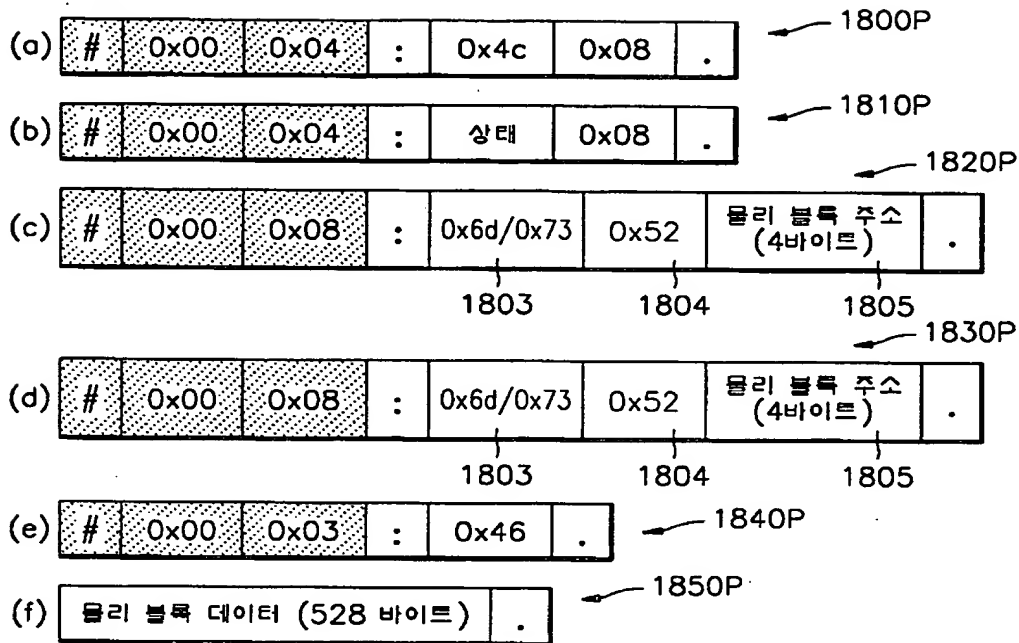 (a) # 0x00 0x04 : 0x4c 0x08 . 1800P
(b) # 0x00 0x04 : 상태 0x08 . 1810P
(c) # 0x00 0x08 : 0x6d/0x73 0x52 물리 블록 주소 (4바이트) . 1820P
1803 1804 1805
(d) # 0x00 0x08 : 0x6d/0x73 0x52 물리 블록 주소 (4바이트) . 1830P
1803 1804 1805
(e) # 0x00 0x03 : 0x46 . 1840P
(f) 물리 블록 데이터 (528 바이트) . 1850P